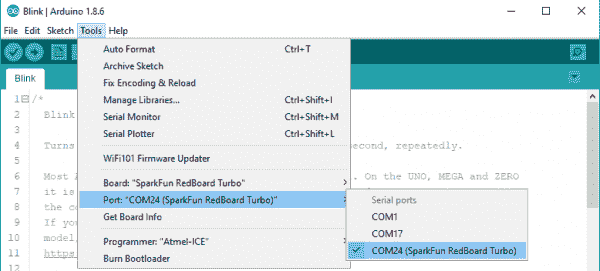 Blink | Arduino 1.8.6
File Edit Sketch Tools Help
Auto Format Ctrl+T
Archive Sketch
Fix Encoding & Reload
Manage Libraries... Ctrl+Shift+I
Serial Monitor Ctrl+Shift+M
Serial Plotter Ctrl+Shift+L
WiFi101 Firmware Updater
Board: "SparkFun RedBoard Turbo"
Port: "COM24 (SparkFun RedBoard Turbo)"
Get Board Info
Programmer: "Atmel-ICE"
Burn Bootloader
Serial ports
COM1
COM17
COM24 (SparkFun RedBoard Turbo)
Blink
1 /*
2 Blink
3
4 Turns second, repeatedly.
5
6 Most . On the UNO, MEGA and ZERO
7 it is
8 the
9 If you
10 model,
11 https